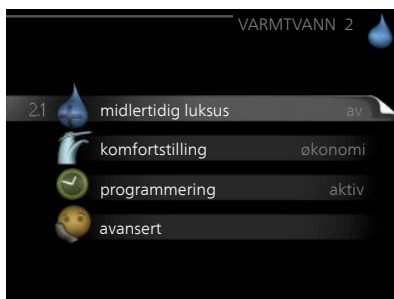 VARMTVANN 2
2.1 midlertidig luksus av
komfortstilling økonomi
programmering aktiv
avansert